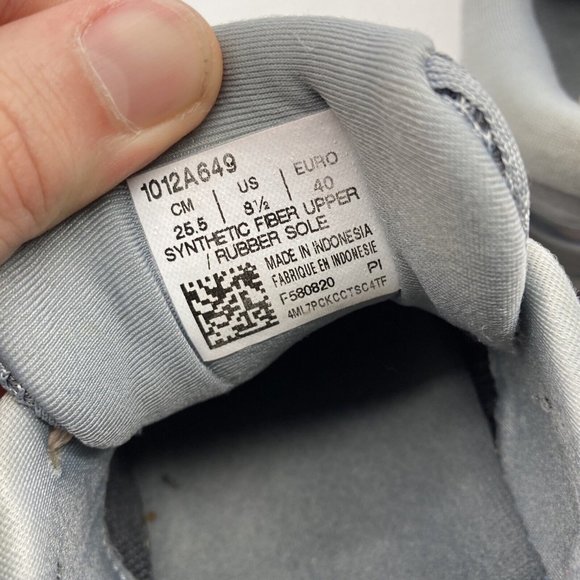 1012A649
CM US EURO
25.5 8½ 40
SYNTHETIC FIBER UPPER
/ RUBBER SOLE
MADE IN INDONESIA
FABRIQUE EN INDONESIE
F580820 PI
4ML7PCKCCTSC4TF